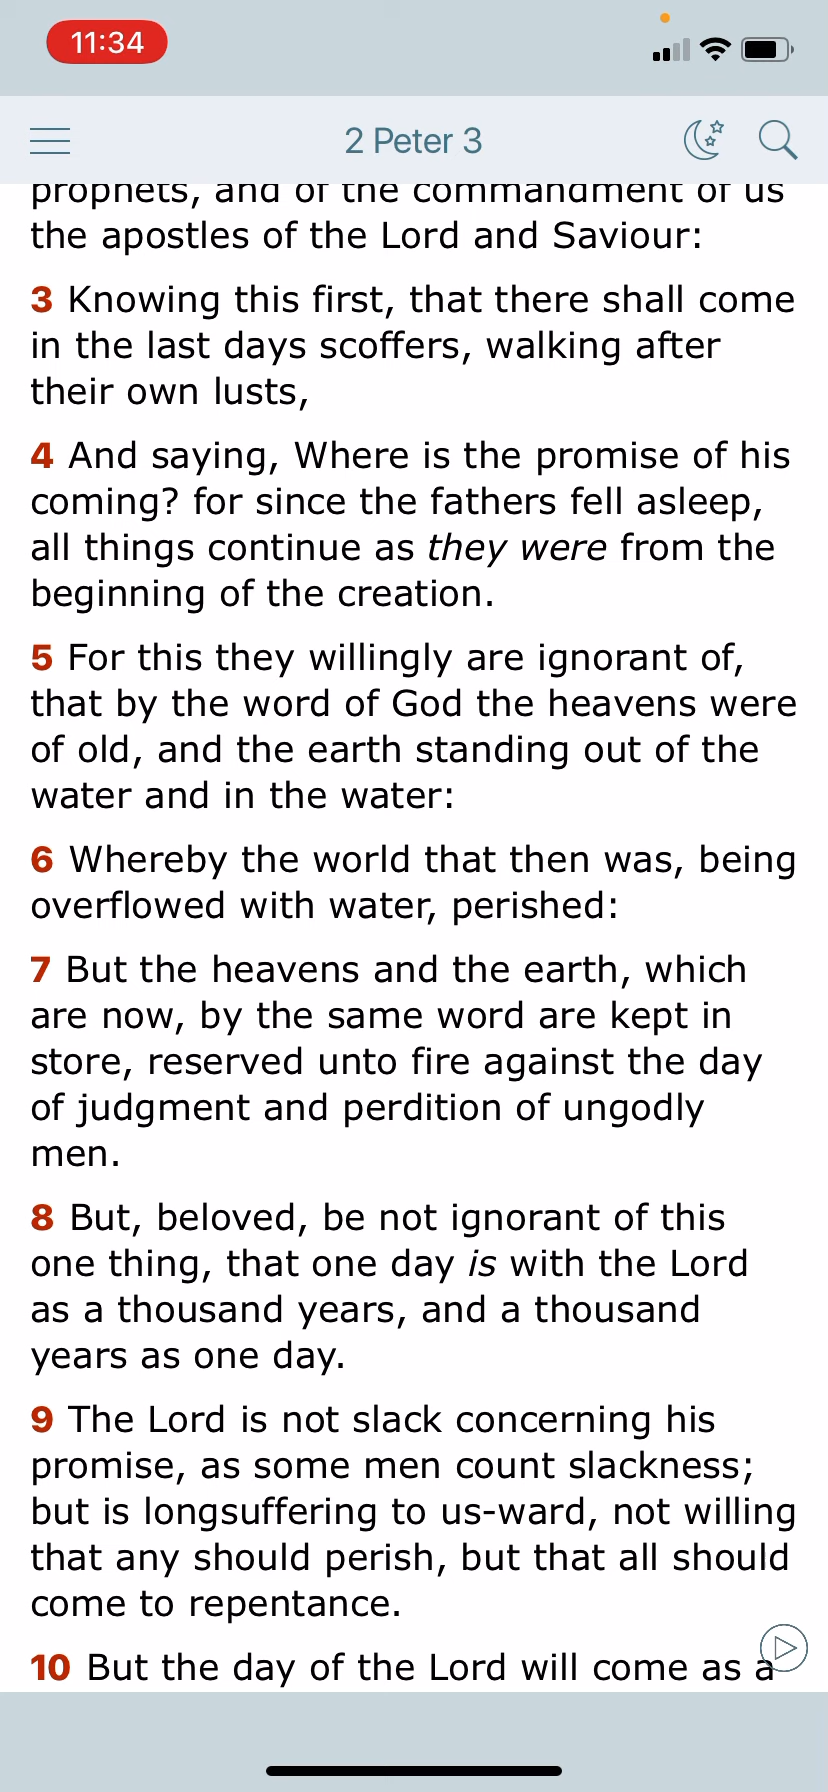 11:34
2 Peter 3
prophets, and of the commandment of us
the apostles of the Lord and Saviour:
3 Knowing this first, that there shall come
in the last days scoffers, walking after
their own lusts,
4 And saying, Where is the promise of his
coming? for since the fathers fell asleep,
all things continue as they were from the
beginning of the creation.
5 For this they willingly are ignorant of,
that by the word of God the heavens were
of old, and the earth standing out of the
water and in the water:
6 Whereby the world that then was, being
overflowed with water, perished:
7 But the heavens and the earth, which
are now, by the same word are kept in
store, reserved unto fire against the day
of judgment and perdition of ungodly
men.
8 But, beloved, be not ignorant of this
one thing, that one day is with the Lord
as a thousand years, and a thousand
years as one day.
9 The Lord is not slack concerning his
promise, as some men count slackness;
but is longsuffering to us-ward, not willing
that any should perish, but that all should
come to repentance.
10 But the day of the Lord will come as a